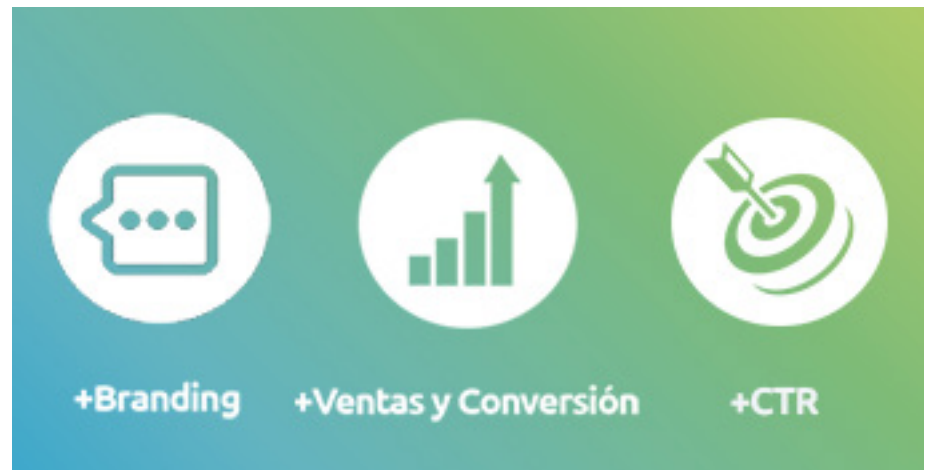 +Branding
+Ventas y Conversión
+CTR